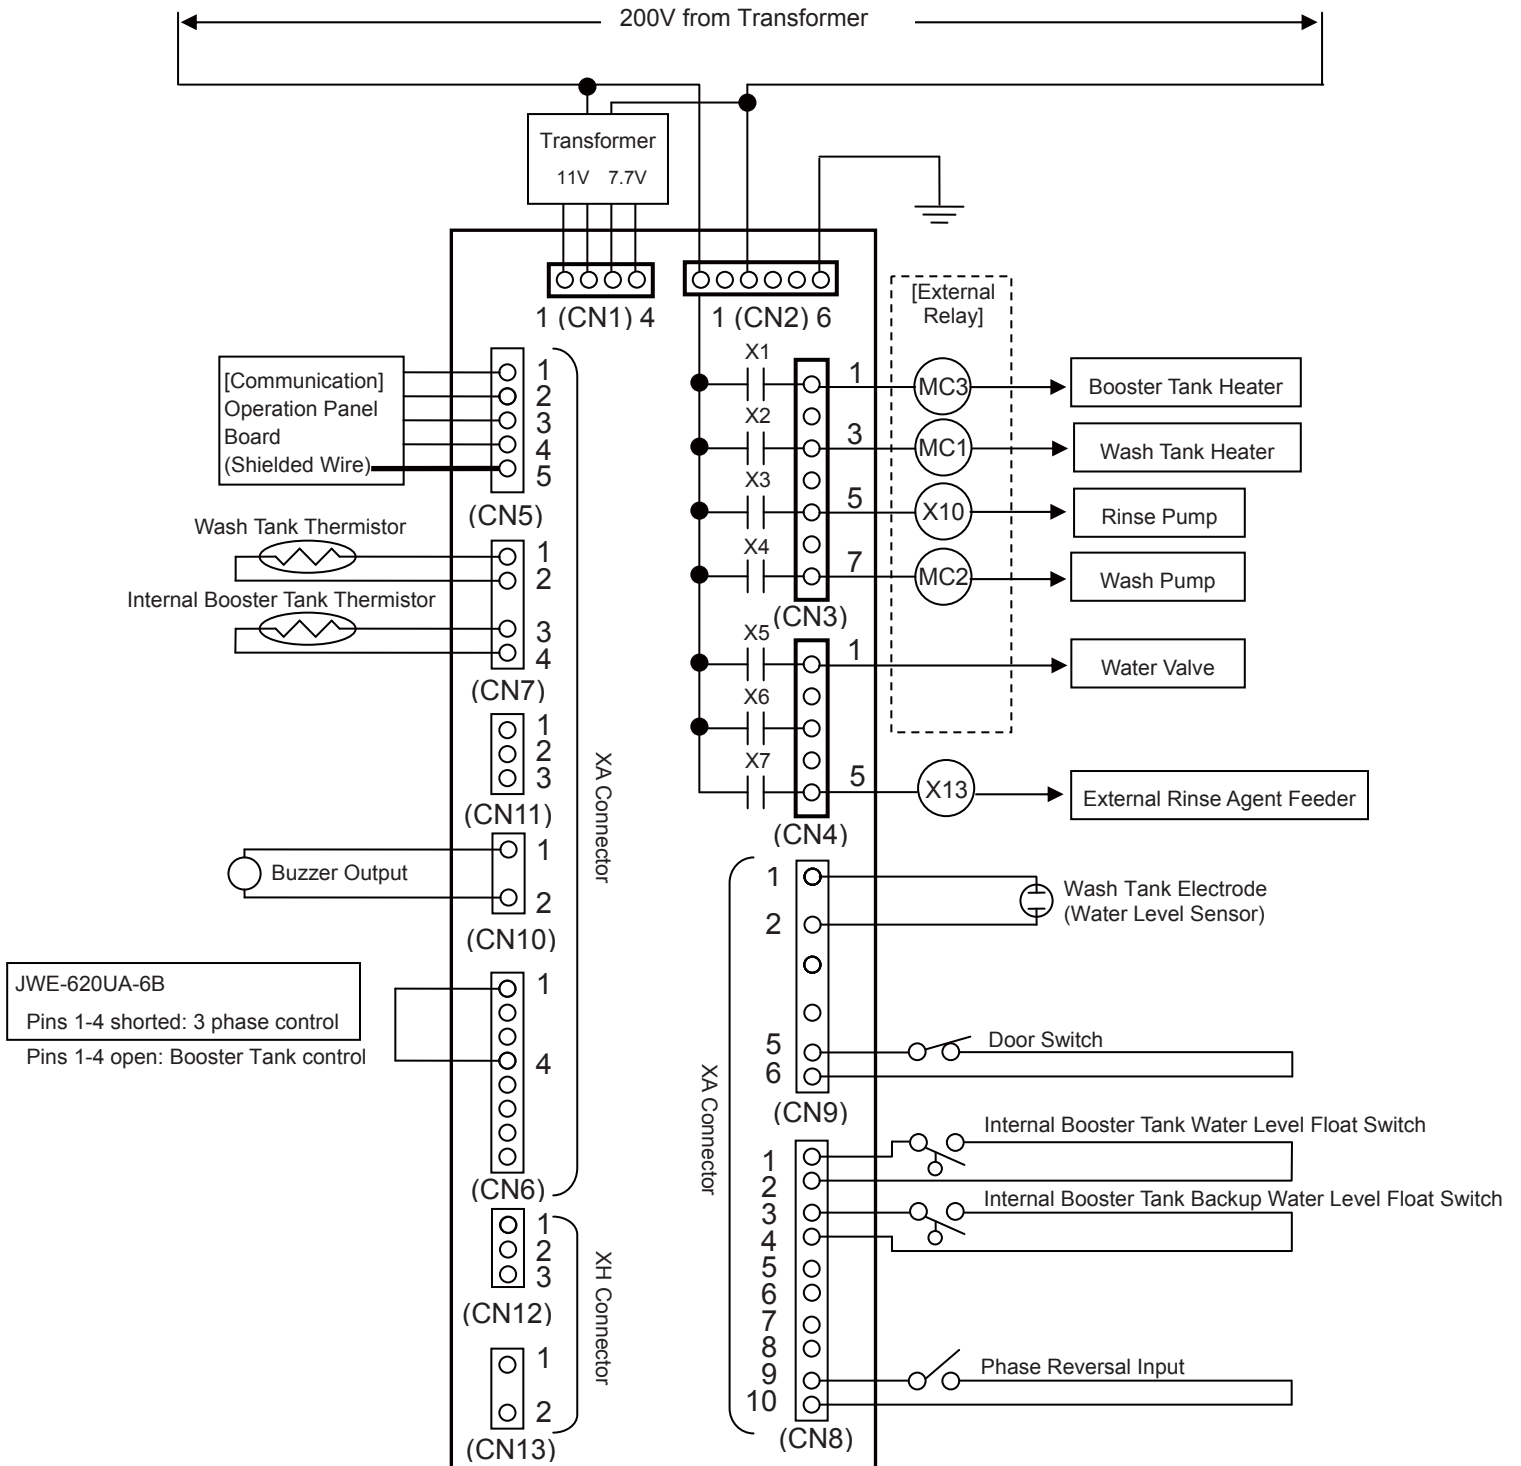 200V from Transformer
Transformer
11V 7.7V
1 (CN1) 4
1 (CN2) 6
[External
Relay]
[Communication]
Operation Panel
Board
(Shielded Wire)
1
2
3
4
5
(CN5)
Wash Tank Thermistor
1
2
Internal Booster Tank Thermistor
3
4
(CN7)
1
2
3
(CN11)
XA Connector
Buzzer Output
1
2
(CN10)
JWE-620UA-6B
Pins 1-4 shorted: 3 phase control
Pins 1-4 open: Booster Tank control
1
4
(CN6)
1
2
3
(CN12)
XH Connector
1
2
(CN13)
X1
1
MC3
Booster Tank Heater
X2
3
MC1
Wash Tank Heater
X3
5
X10
Rinse Pump
X4
7
MC2
Wash Pump
(CN3)
X5
1
Water Valve
X6
X7
5
X13
External Rinse Agent Feeder
(CN4)
1
2
Wash Tank Electrode
(Water Level Sensor)
5
6
Door Switch
(CN9)
XA Connector
Internal Booster Tank Water Level Float Switch
1
2
Internal Booster Tank Backup Water Level Float Switch
3
4
5
6
7
8
9
10
Phase Reversal Input
(CN8)